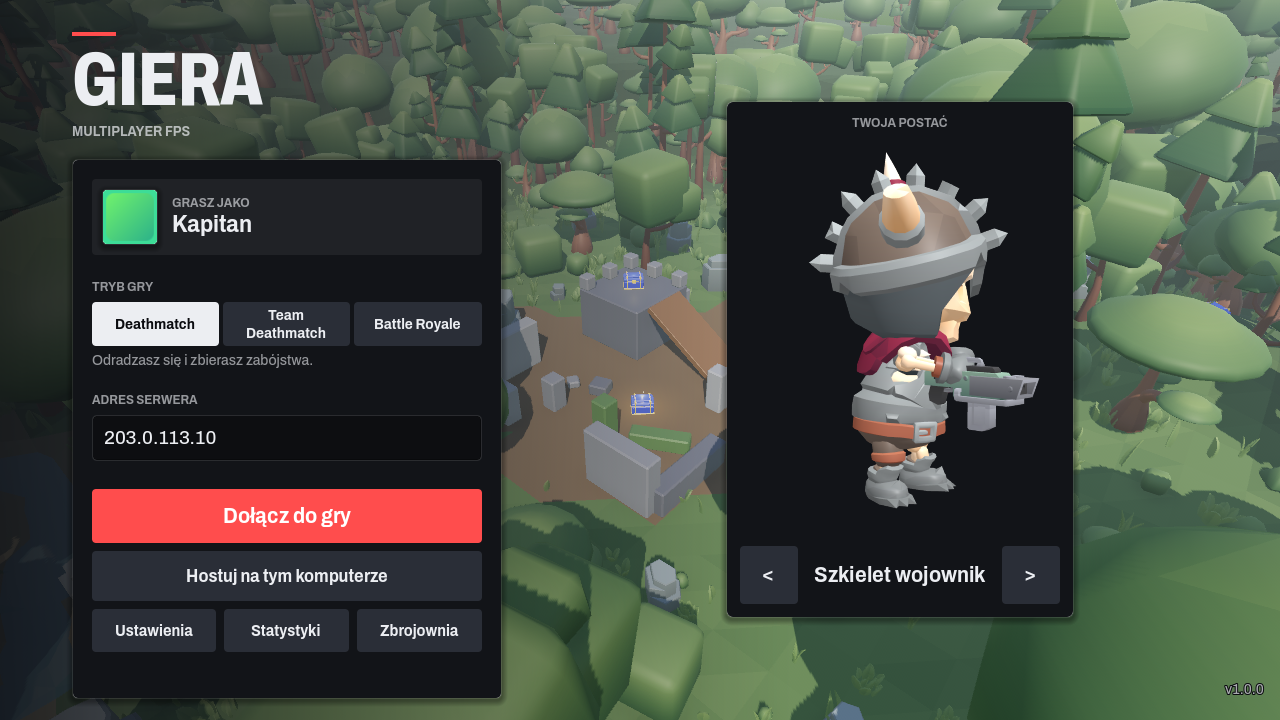 GIERA
MULTIPLAYER FPS
GRASZ JAKO
Kapitan
TRYB GRY
Deathmatch
Team
Deathmatch
Battle Royale
Odradzasz się i zbierasz zabójstwa.
ADRES SERWERA
203.0.113.10
Dołącz do gry
Hostuj na tym komputerze
Ustawienia
Statystyki
Zbrojownia
TWOJA POSTAĆ
<
Szkielet wojownik
>
v1.0.0